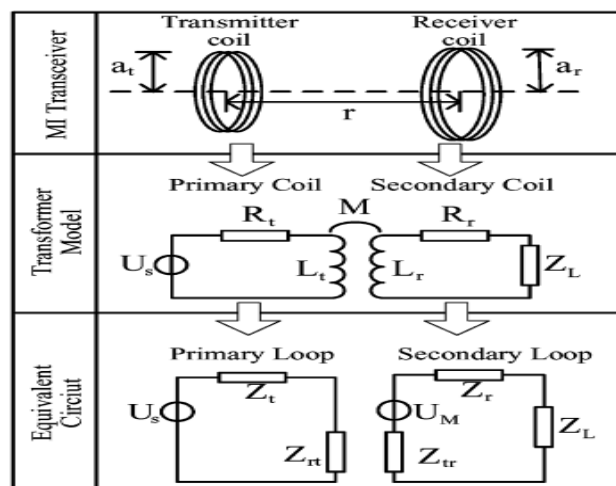 MI Transceiver
Transmitter coil
Receiver coil
a_t
a_r
r
Transformer Model
Primary Coil
Secondary Coil
M
R_t
R_r
U_s
L_t
L_r
Z_L
Equivalent Circiut
Primary Loop
Secondary Loop
Z_t
Z_r
U_s
U_M
Z_L
Z_rt
Z_tr